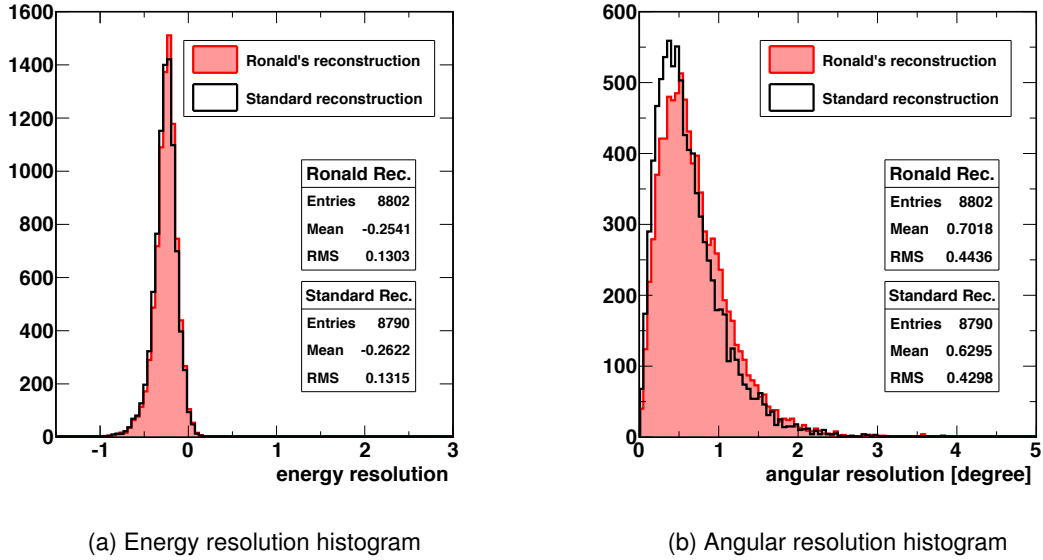 1600
1400
1200
1000
800
600
400
200
0
-1 0 1 2 3
energy resolution
Ronald's reconstruction
Standard reconstruction
Ronald Rec.
Entries 8802
Mean -0.2541
RMS 0.1303
Standard Rec.
Entries 8790
Mean -0.2622
RMS 0.1315
(a) Energy resolution histogram
600
500
400
300
200
100
0
0 1 2 3 4 5
angular resolution [degree]
Ronald's reconstruction
Standard reconstruction
Ronald Rec.
Entries 8802
Mean 0.7018
RMS 0.4436
Standard Rec.
Entries 8790
Mean 0.6295
RMS 0.4298
(b) Angular resolution histogram